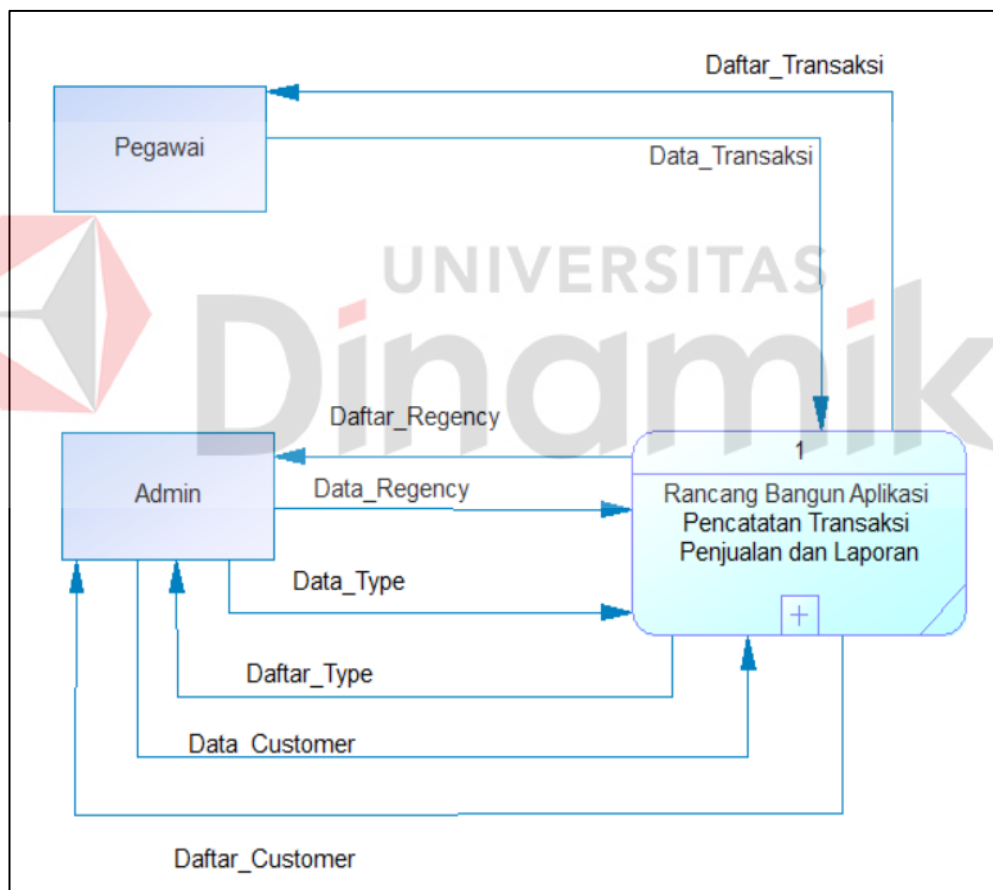 Daftar_Transaksi
Pegawai
Data_Transaksi
UNIVERSITAS
Dinamika
Daftar_Regency
Admin
Data_Regency
1
Rancang Bangun Aplikasi
Pencatatan Transaksi
Penjualan dan Laporan
Data_Type
Daftar_Type
Data_Customer
Daftar_Customer